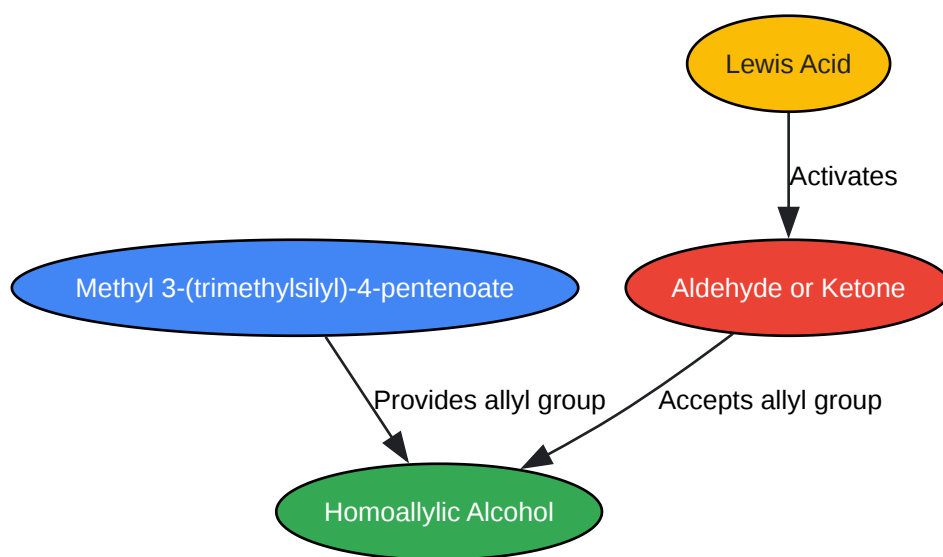 Lewis Acid
Activates
Methyl 3-(trimethylsilyl)-4-pentenoate
Aldehyde or Ketone
Provides allyl group
Accepts allyl group
Homoallylic Alcohol